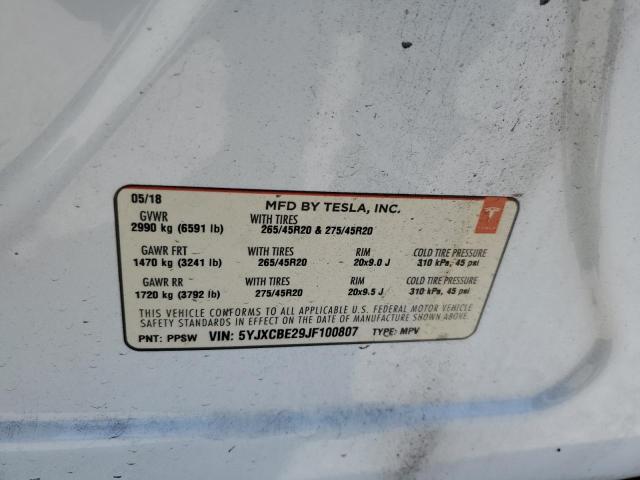 05/18 MFD BY TESLA, INC.
GVWR WITH TIRES
2990 kg (6591 lb) 265/45R20 & 275/45R20
GAWR FRT WITH TIRES RIM COLD TIRE PRESSURE
1470 kg (3241 lb) 265/45R20 20x9.0 J 310 kPa, 45 psi
GAWR RR WITH TIRES RIM COLD TIRE PRESSURE
1720 kg (3792 lb) 275/45R20 20x9.5 J 310 kPa, 45 psi
THIS VEHICLE CONFORMS TO ALL APPLICABLE U.S. FEDERAL MOTOR VEHICLE
SAFETY STANDARDS IN EFFECT ON THE DATE OF MANUFACTURE SHOWN ABOVE.
PNT: PPSW VIN: 5YJXCBE29JF100807 TYPE: MPV
TESLA